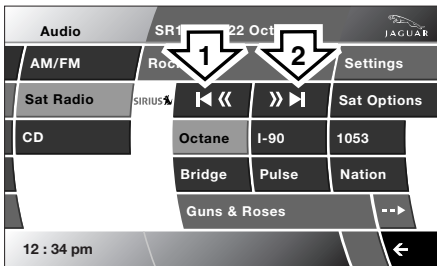 Audio
SR1
22
Oct
JAGUAR
1
2
AM/FM
Roc
Settings
Sat Radio
SIRIUS
Sat Options
CD
Octane
I-90
1053
Bridge
Pulse
Nation
Guns & Roses
12 : 34 pm